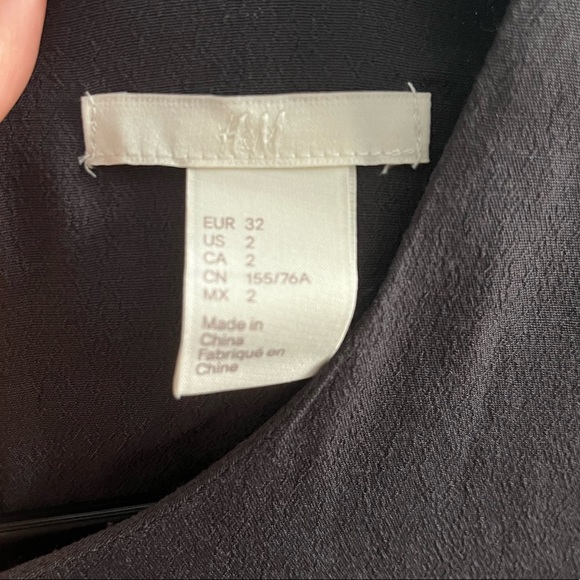 H&M
EUR 32
US 2
CA 2
CN 155/76A
MX 2
Made in
China
Fabriqué en
Chine